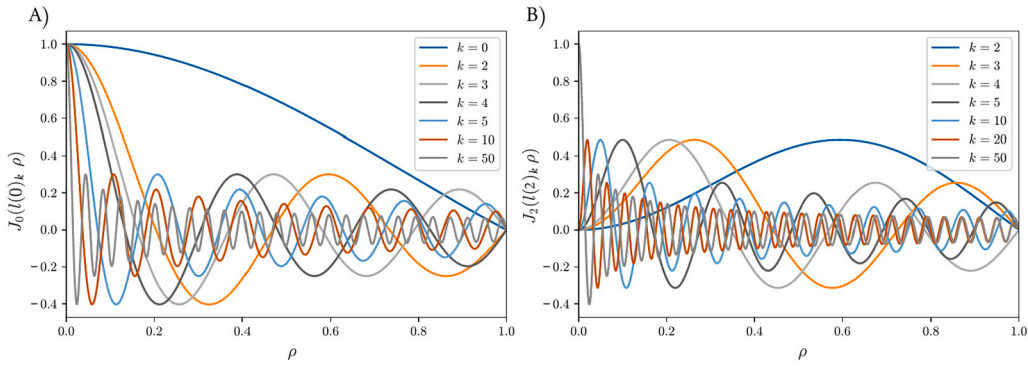 A)
J₀(l(0)ₖ ρ)
1.0
0.8
0.6
0.4
0.2
0.0
−0.2
−0.4
0.0 0.2 0.4 0.6 0.8 1.0
ρ
k = 0
k = 2
k = 3
k = 4
k = 5
k = 10
k = 50
B)
J₂(l(2)ₖ ρ)
1.0
0.8
0.6
0.4
0.2
0.0
−0.2
−0.4
0.0 0.2 0.4 0.6 0.8 1.0
ρ
k = 2
k = 3
k = 4
k = 5
k = 10
k = 20
k = 50